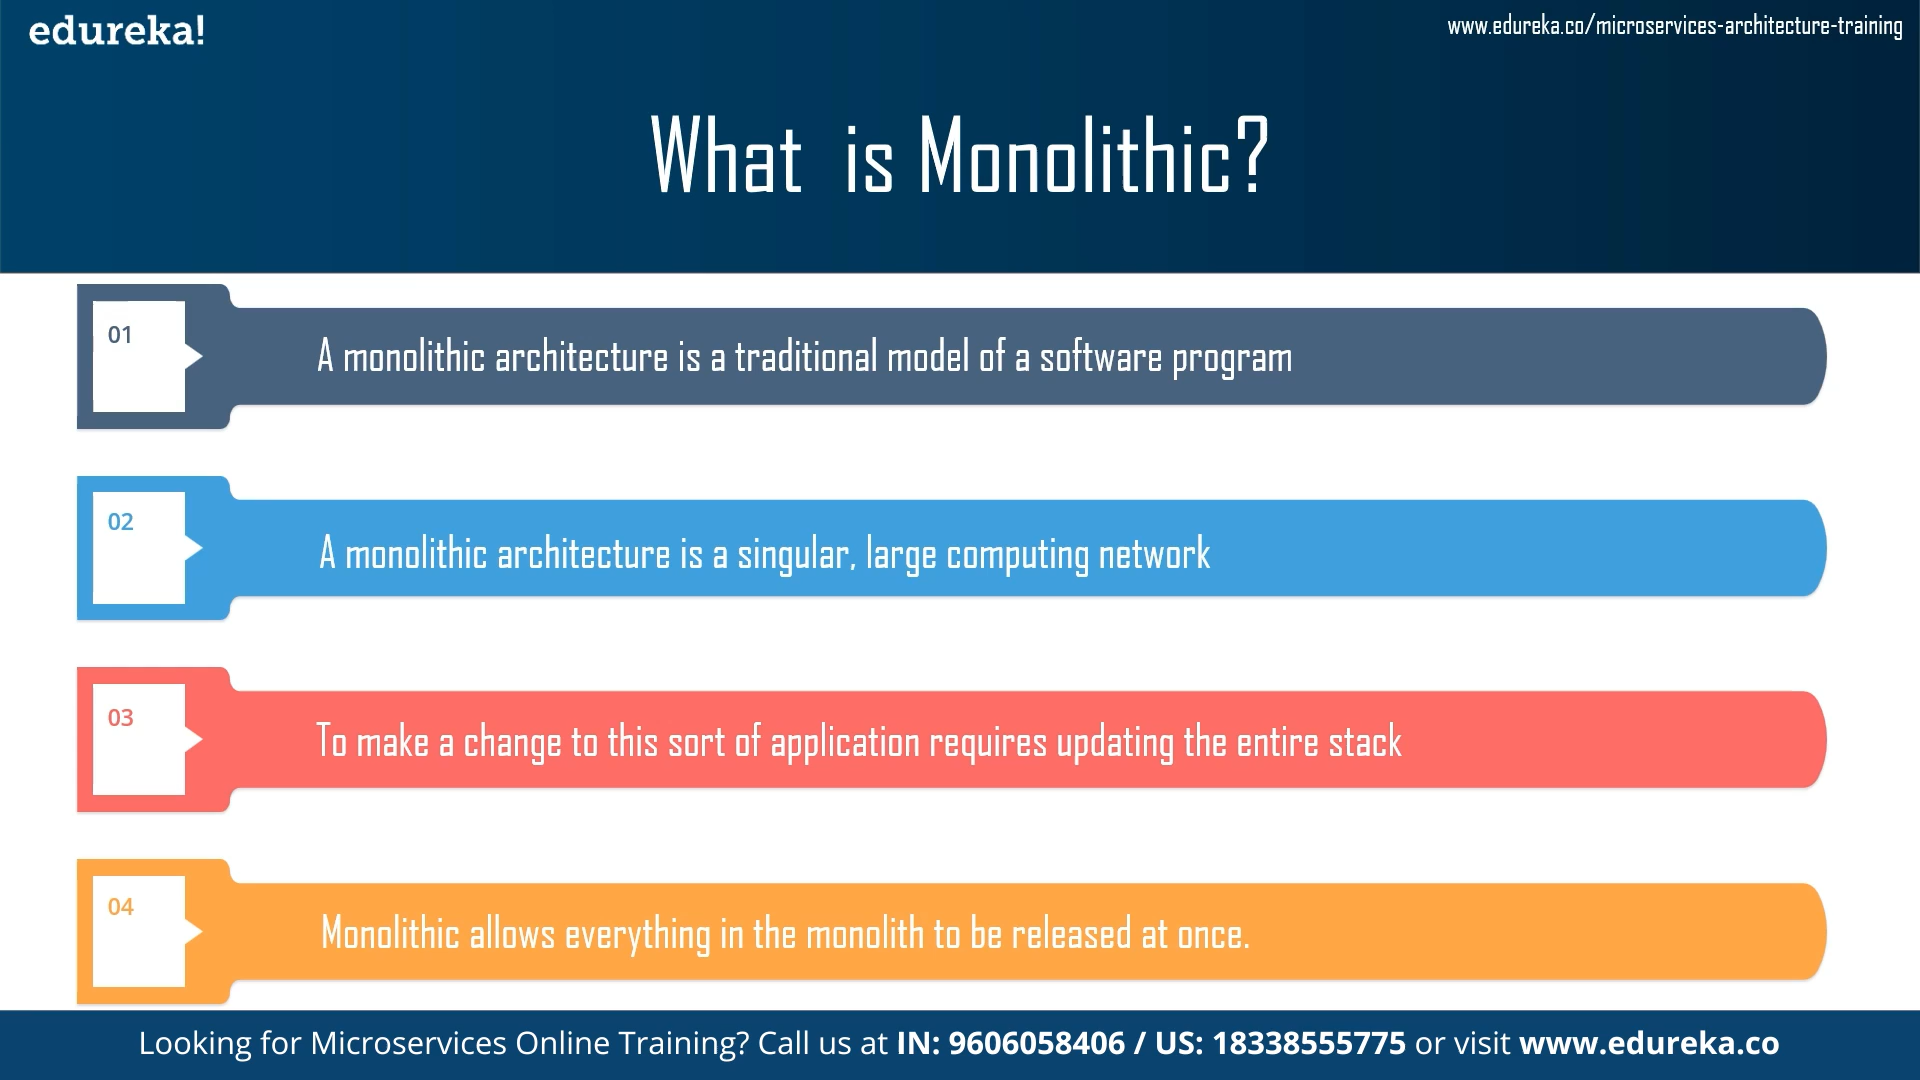 edureka!
www.edureka.co/microservices-architecture-training
What is Monolithic?
01
A monolithic architecture is a traditional model of a software program
02
A monolithic architecture is a singular, large computing network
03
To make a change to this sort of application requires updating the entire stack
04
Monolithic allows everything in the monolith to be released at once.
Looking for Microservices Online Training? Call us at IN: 9606058406 / US: 18338555775 or visit www.edureka.co